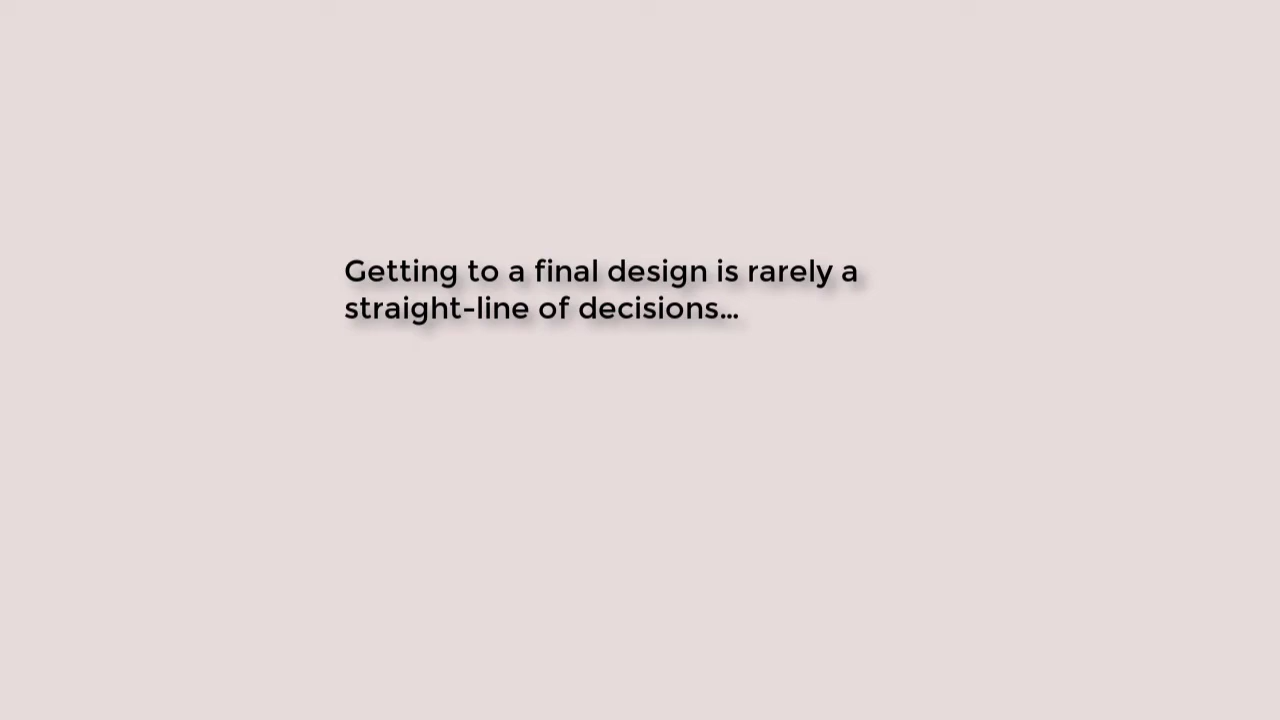 Getting to a final design is rarely a
straight-line of decisions...